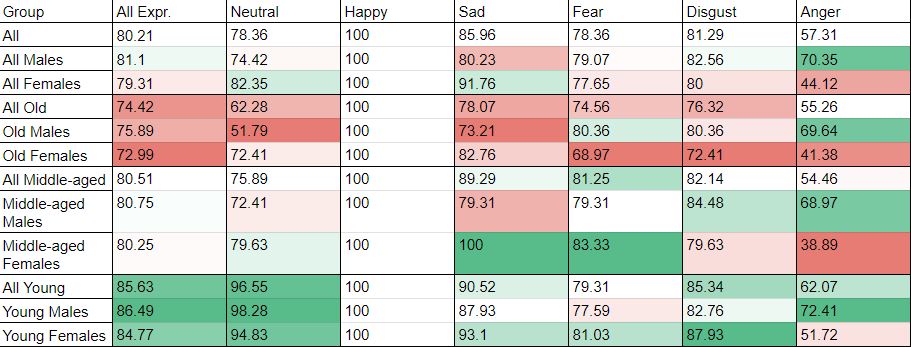 Group All Expr. Neutral Happy Sad Fear Disgust Anger
All 80.21 78.36 100 85.96 78.36 81.29 57.31
All Males 81.1 74.42 100 80.23 79.07 82.56 70.35
All Females 79.31 82.35 100 91.76 77.65 80 44.12
All Old 74.42 62.28 100 78.07 74.56 76.32 55.26
Old Males 75.89 51.79 100 73.21 80.36 80.36 69.64
Old Females 72.99 72.41 100 82.76 68.97 72.41 41.38
All Middle-aged 80.51 75.89 100 89.29 81.25 82.14 54.46
Middle-aged 80.75 72.41 100 79.31 79.31 84.48 68.97
Males
Middle-aged 80.25 79.63 100 100 83.33 79.63 38.89
Females
All Young 85.63 96.55 100 90.52 79.31 85.34 62.07
Young Males 86.49 98.28 100 87.93 77.59 82.76 72.41
Young Females 84.77 94.83 100 93.1 81.03 87.93 51.72